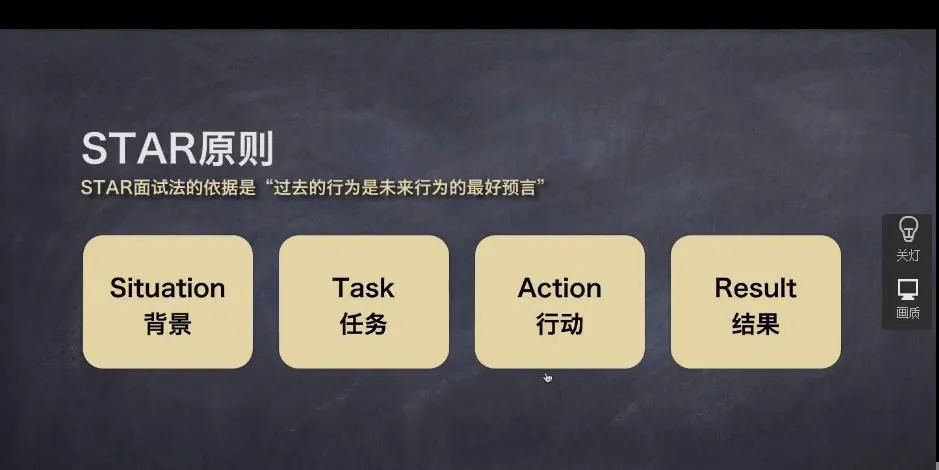 STAR原则
STAR面试法的依据是“过去的行为是未来行为的最好预言”
Situation
背景
Task
任务
Action
行动
Result
结果
关灯
画质